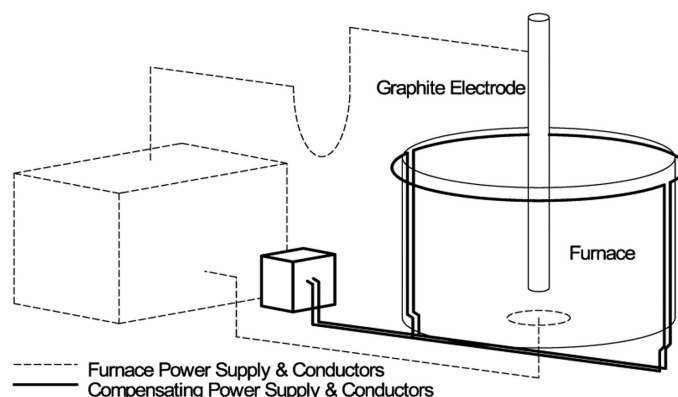 Graphite Electrode
Furnace
Furnace Power Supply & Conductors
Compensating Power Supply & Conductors